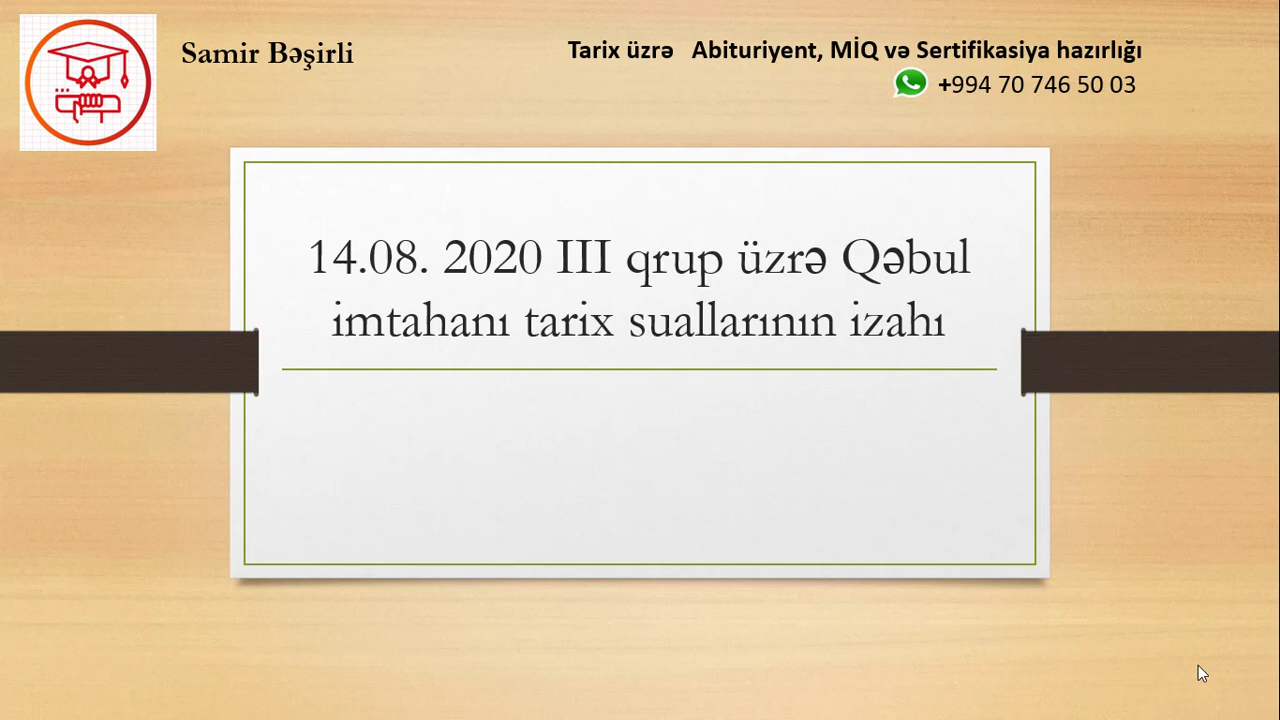 Samir Bəşirli
Tarix üzrə Abituriyent, MİQ və Sertifikasiya hazırlığı
+994 70 746 50 03
14.08. 2020 III qrup üzrə Qəbul
imtahanı tarix suallarının izahı